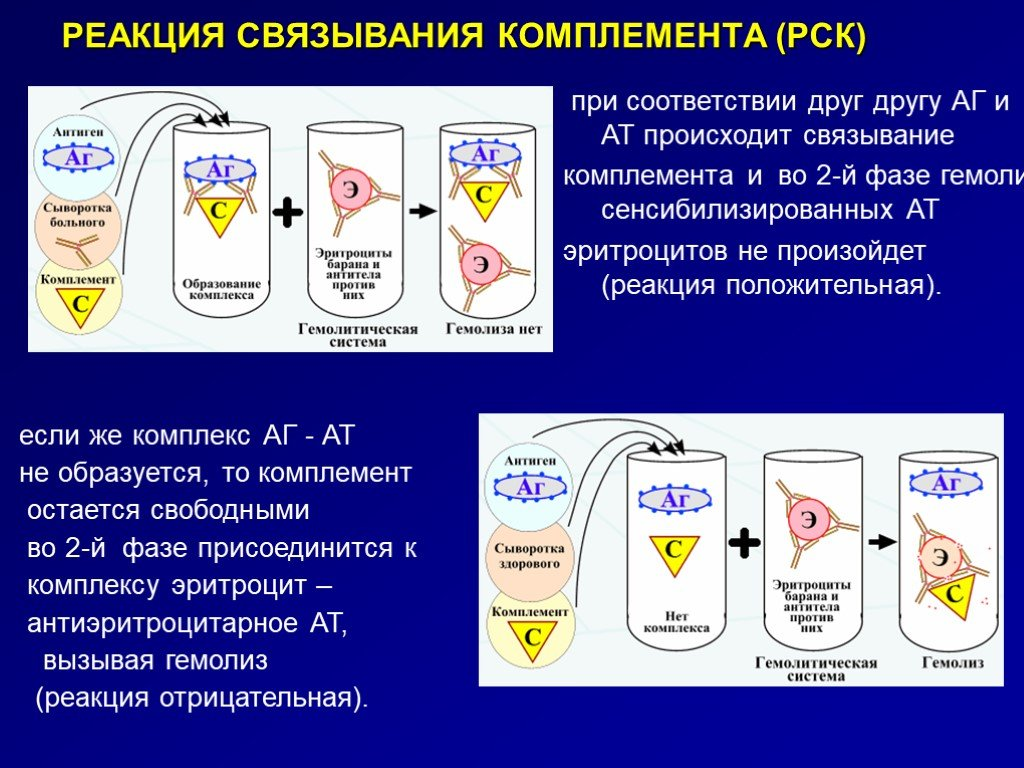 РЕАКЦИЯ СВЯЗЫВАНИЯ КОМПЛЕМЕНТА (РСК)
Антиген
Аг
Сыворотка
больного
Комплемент
С
Аг
С
Образование
комплекса
+
Э
Эритроциты
барана и
антитела
против
них
Гемолитическая
система
Аг
С
Э
Гемолиза нет
при соответствии друг другу АГ и
АТ происходит связывание
комплемента и во 2-й фазе гемоли
сенсибилизированных АТ
эритроцитов не произойдет
(реакция положительная).
если же комплекс АГ - АТ
не образуется, то комплемент
остается свободными
во 2-й фазе присоединится к
комплексу эритроцит –
антиэритроцитарное АТ,
вызывая гемолиз
(реакция отрицательная).
Антиген
Аг
Сыворотка
здорового
Комплемент
С
Аг
С
Нет
комплекса
+
Э
Эритроциты
барана и
антитела
против
них
Гемолитическая
система
Аг
Э
С
Гемолиз